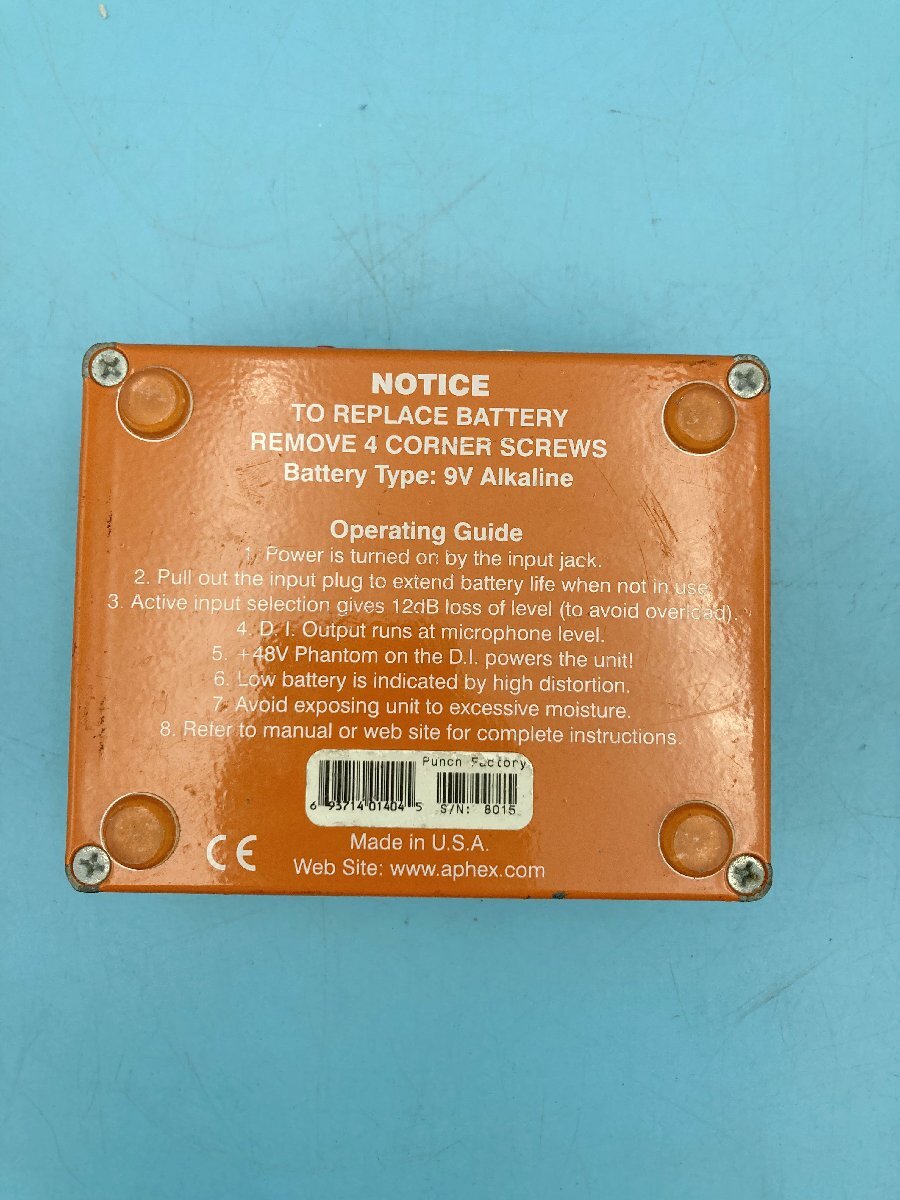 NOTICE
TO REPLACE BATTERY
REMOVE 4 CORNER SCREWS
Battery Type: 9V Alkaline
Operating Guide
1. Power is turned on by the input jack.
2. Pull out the input plug to extend battery life when not in use.
3. Active input selection gives 12dB loss of level (to avoid overload).
4. D. I. Output runs at microphone level.
5. +48V Phantom on the D.I. powers the unit!
6. Low battery is indicated by high distortion.
7. Avoid exposing unit to excessive moisture.
8. Refer to manual or web site for complete instructions.
Punch Factory
6 93714 01404 5 S/N: 8015
CE
Made in U.S.A.
Web Site: www.aphex.com